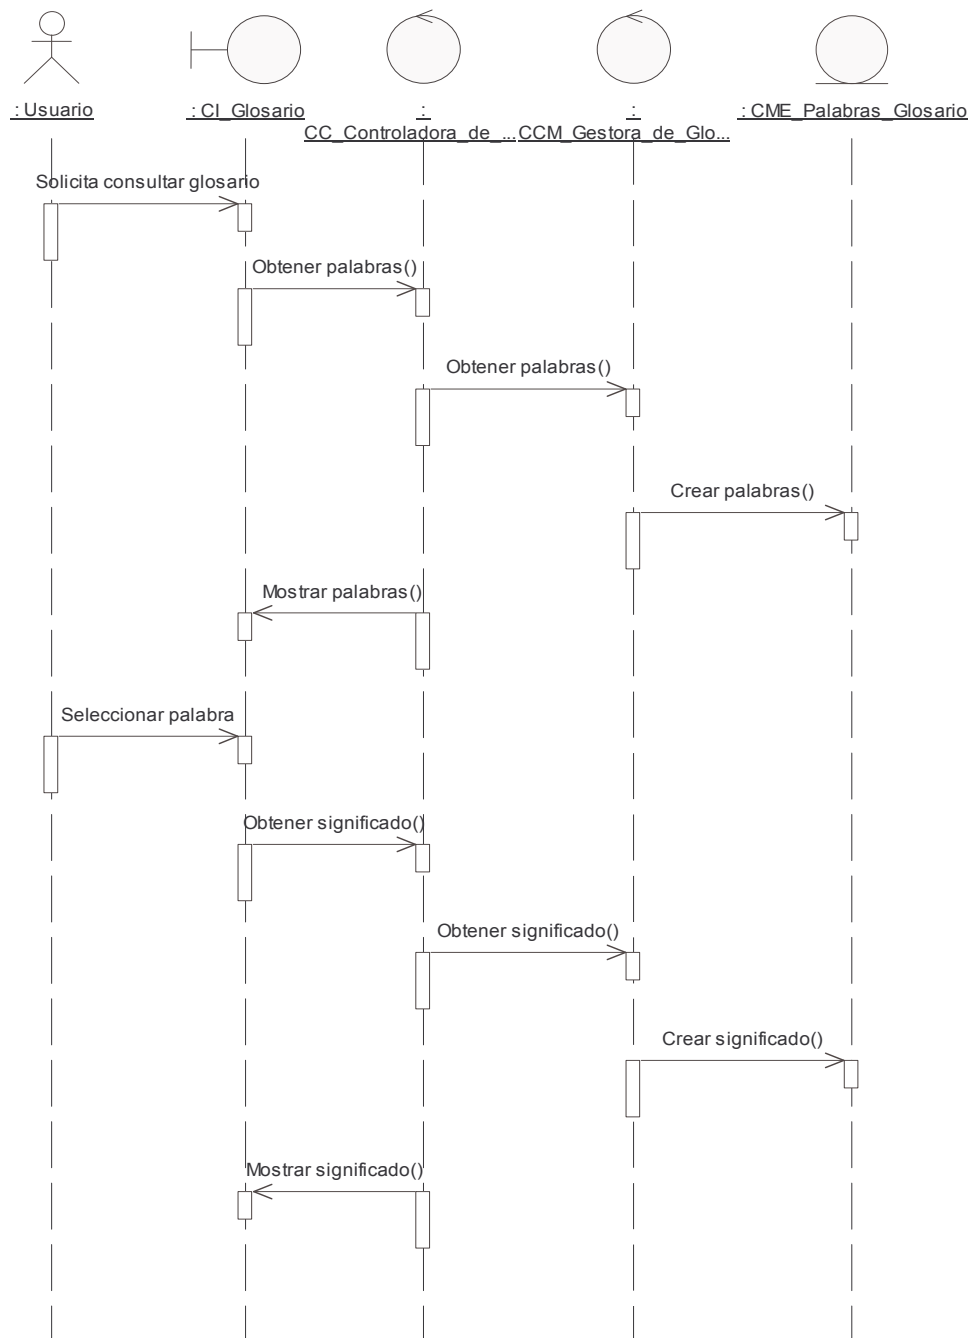 : Usuario
: CI_Glosario
:
CC_Controladora_de_...
:
CCM_Gestora_de_Glo...
: CME_Palabras_Glosario
Solicita consultar glosario
Obtener palabras()
Obtener palabras()
Crear palabras()
Mostrar palabras()
Seleccionar palabra
Obtener significado()
Obtener significado()
Crear significado()
Mostrar significado()